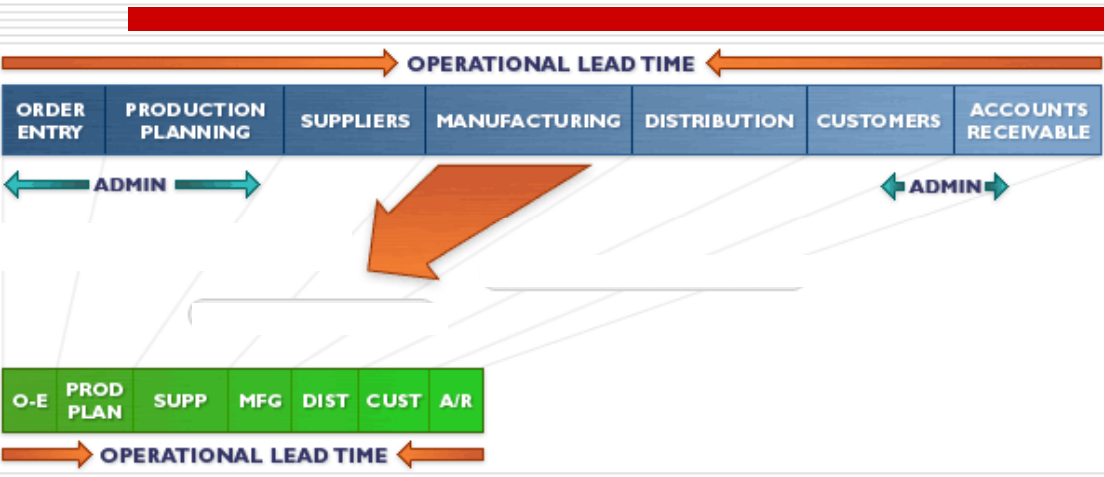 OPERATIONAL LEAD TIME
ORDER
ENTRY
PRODUCTION
PLANNING
SUPPLIERS
MANUFACTURING
DISTRIBUTION
CUSTOMERS
ACCOUNTS
RECEIVABLE
ADMIN
ADMIN
O-E
PROD
PLAN
SUPP
MFG
DIST
CUST
A/R
OPERATIONAL LEAD TIME